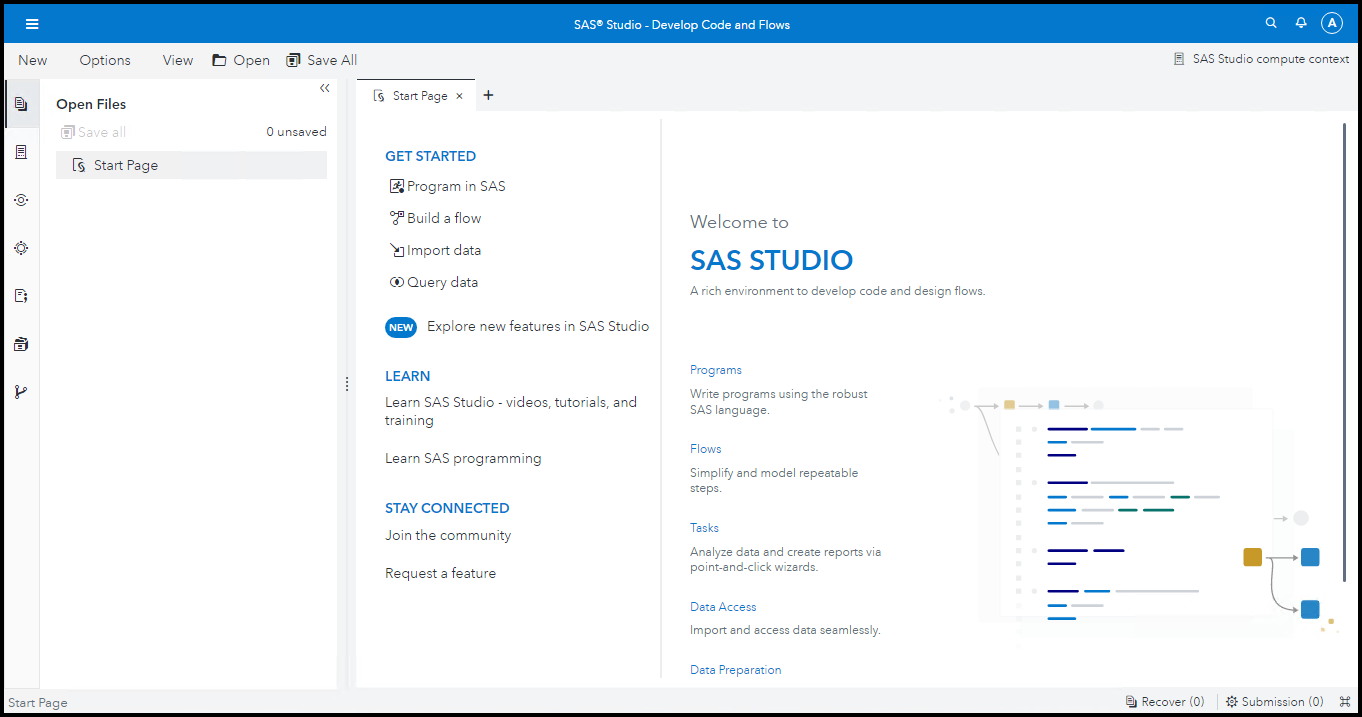 SAS® Studio - Develop Code and Flows
A
New Options View Open Save All
SAS Studio compute context
Open Files
Save all 0 unsaved
Start Page
Start Page ×
GET STARTED
Program in SAS
Build a flow
Import data
Query data
NEW Explore new features in SAS Studio
LEARN
Learn SAS Studio - videos, tutorials, and
training
Learn SAS programming
STAY CONNECTED
Join the community
Request a feature
Welcome to
SAS STUDIO
A rich environment to develop code and design flows.
Programs
Write programs using the robust
SAS language.
Flows
Simplify and model repeatable
steps.
Tasks
Analyze data and create reports via
point-and-click wizards.
Data Access
Import and access data seamlessly.
Data Preparation
Start Page
Recover (0) Submission (0)